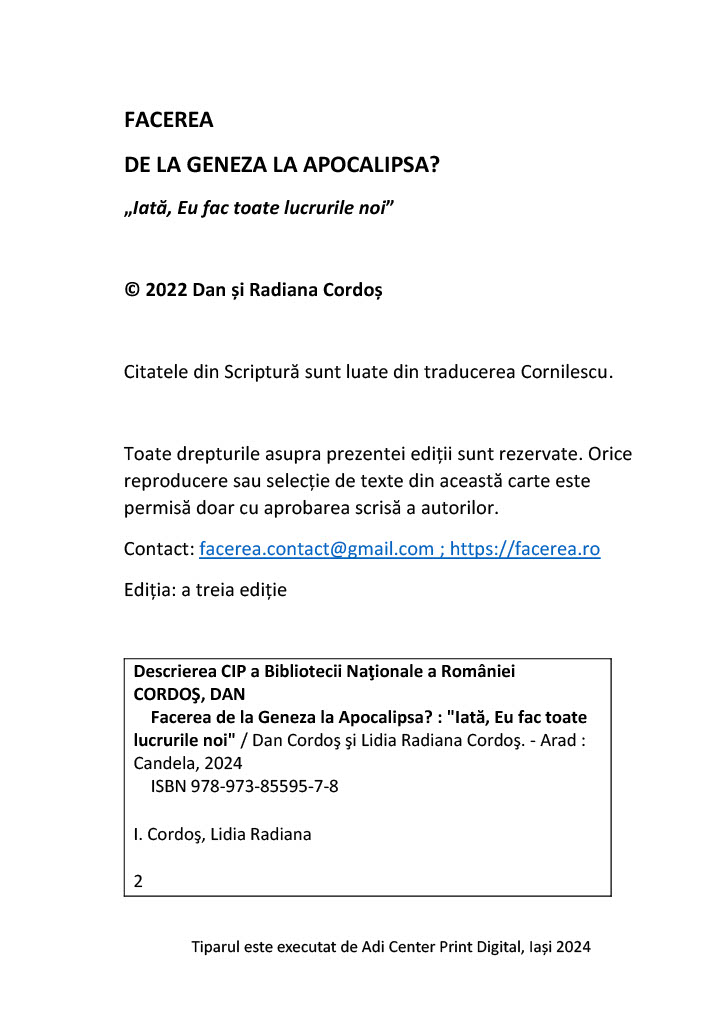 FACEREA
DE LA GENEZA LA APOCALIPSA?
„Iată, Eu fac toate lucrurile noi”
© 2022 Dan și Radiana Cordoș
Citatele din Scriptură sunt luate din traducerea Cornilescu.
Toate drepturile asupra prezentei ediții sunt rezervate. Orice
reproducere sau selecție de texte din această carte este
permisă doar cu aprobarea scrisă a autorilor.
Contact: facerea.contact@gmail.com ; https://facerea.ro
Ediția: a treia ediție
Descrierea CIP a Bibliotecii Naţionale a României
CORDOŞ, DAN
Facerea de la Geneza la Apocalipsa? : "Iată, Eu fac toate
lucrurile noi" / Dan Cordoş şi Lidia Radiana Cordoş. - Arad :
Candela, 2024
ISBN 978-973-85595-7-8
I. Cordoş, Lidia Radiana
2
Tiparul este executat de Adi Center Print Digital, Iași 2024